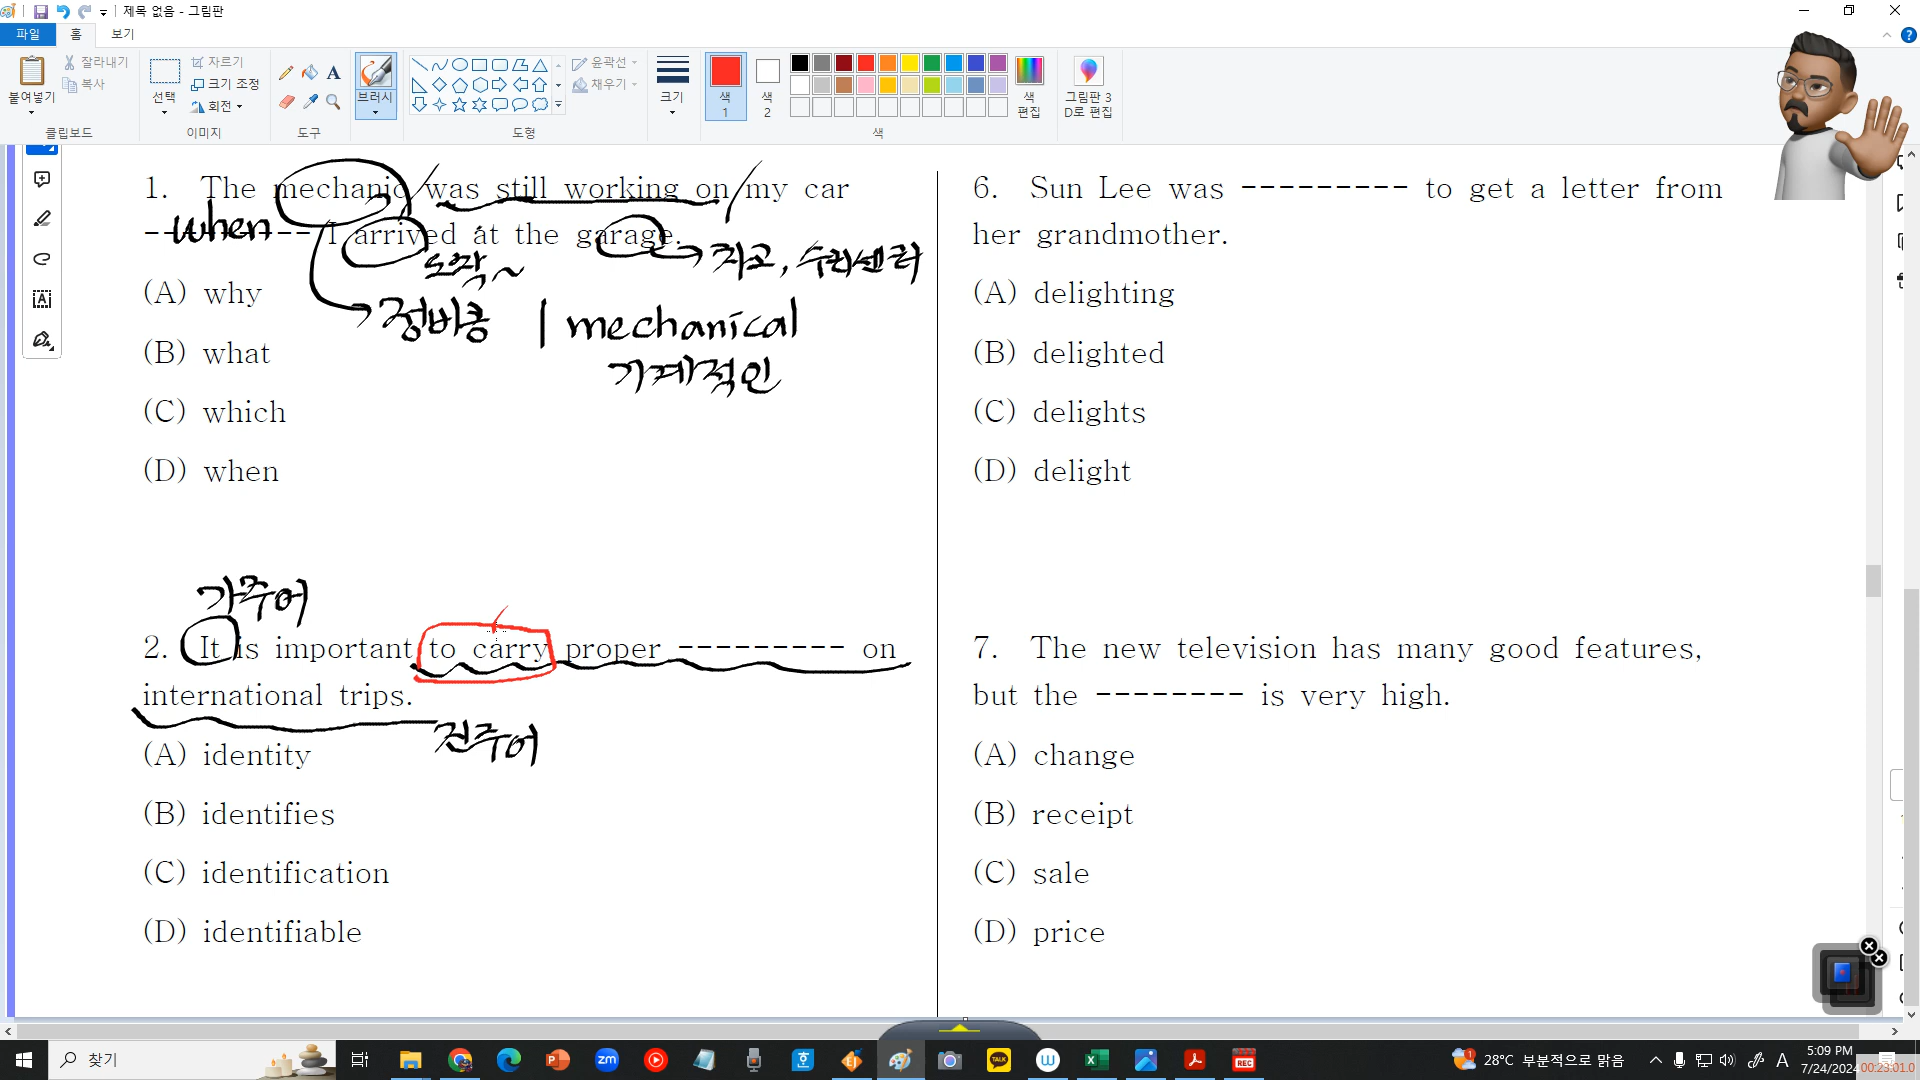 제목 없음 - 그림판
파일 홈 보기
붙여넣기
잘라내기
복사
클립보드
선택
자르기
크기 조정
회전
이미지
도구
브러시
윤곽선
채우기
도형
크기
색 1
색 2
색 편집
색
그림판 3D로 편집
1. The mechanic was still working on my car
when
---------- I arrived at the garage.
도착~
차고, 수리센터
정비공 | mechanical
기계적인
(A) why
(B) what
(C) which
(D) when
가주어
2. It is important to carry proper ---------- on
international trips.
진주어
(A) identity
(B) identifies
(C) identification
(D) identifiable
6. Sun Lee was ---------- to get a letter from
her grandmother.
(A) delighting
(B) delighted
(C) delights
(D) delight
7. The new television has many good features,
but the --------- is very high.
(A) change
(B) receipt
(C) sale
(D) price
찾기
28°C 부분적으로 맑음
A
5:09 PM
7/24/2024
00:23:01.0